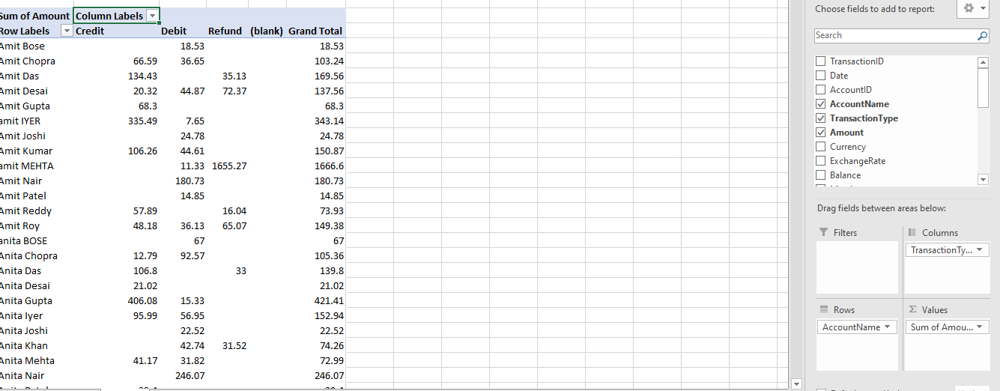 Sum of Amount Column Labels
Row Labels Credit Debit Refund (blank) Grand Total
Amit Bose 18.53 18.53
Amit Chopra 66.59 36.65 103.24
Amit Das 134.43 35.13 169.56
Amit Desai 20.32 44.87 72.37 137.56
Amit Gupta 68.3 68.3
amit IYER 335.49 7.65 343.14
Amit Joshi 24.78 24.78
Amit Kumar 106.26 44.61 150.87
amit MEHTA 11.33 1655.27 1666.6
Amit Nair 180.73 180.73
Amit Patel 14.85 14.85
Amit Reddy 57.89 16.04 73.93
Amit Roy 48.18 36.13 65.07 149.38
anita BOSE 67 67
Anita Chopra 12.79 92.57 105.36
Anita Das 106.8 33 139.8
Anita Desai 21.02 21.02
Anita Gupta 406.08 15.33 421.41
Anita Iyer 95.99 56.95 152.94
Anita Joshi 22.52 22.52
Anita Khan 42.74 31.52 74.26
Anita Mehta 41.17 31.82 72.99
Anita Nair 246.07 246.07
Choose fields to add to report:
Search
TransactionID
Date
AccountID
AccountName
TransactionType
Amount
Currency
ExchangeRate
Balance
Drag fields between areas below:
Filters
Columns
TransactionTy...
Rows
Σ Values
AccountName
Sum of Amou...